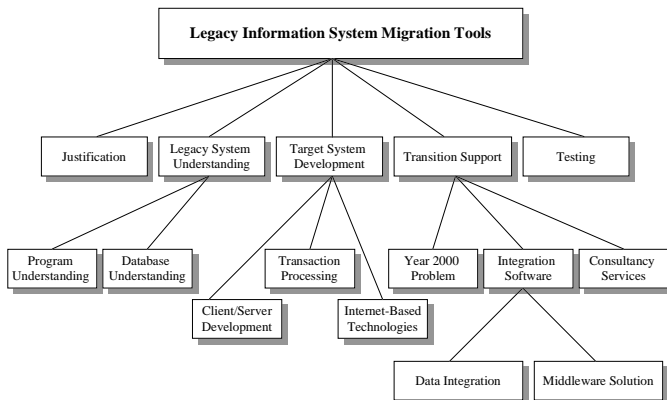 Legacy Information System Migration Tools
Justification
Legacy System
Understanding
Target System
Development
Transition Support
Testing
Program
Understanding
Database
Understanding
Transaction
Processing
Year 2000
Problem
Integration
Software
Consultancy
Services
Client/Server
Development
Internet-Based
Technologies
Data Integration
Middleware Solution